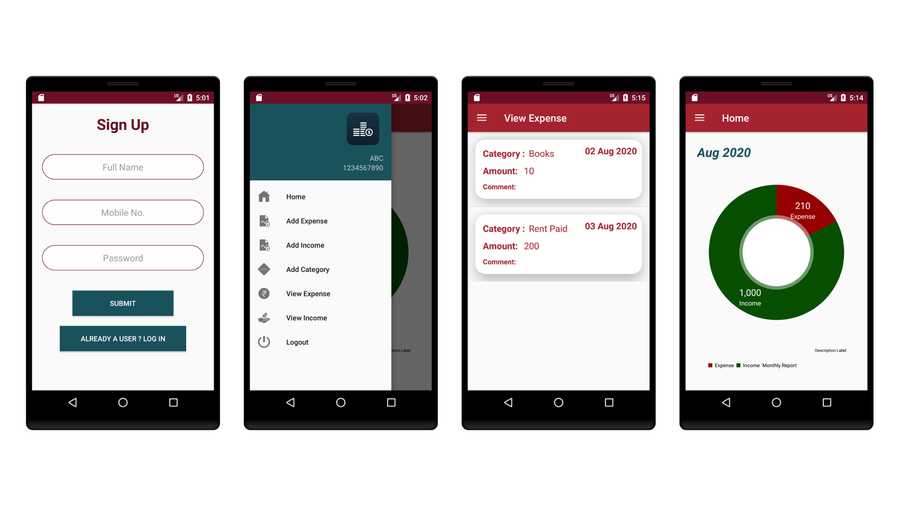 5:01
Sign Up
Full Name
Mobile No.
Password
SUBMIT
ALREADY A USER ? LOG IN
5:02
ABC
1234567890
Home
Add Expense
Add Income
Add Category
View Expense
View Income
Logout
Description Label
5:15
View Expense
Category : Books 02 Aug 2020
Amount: 10
Comment:
Category : Rent Paid 03 Aug 2020
Amount: 200
Comment:
5:14
Home
Aug 2020
210
Expense
1,000
Income
Description Label
Expense Income Monthly Report